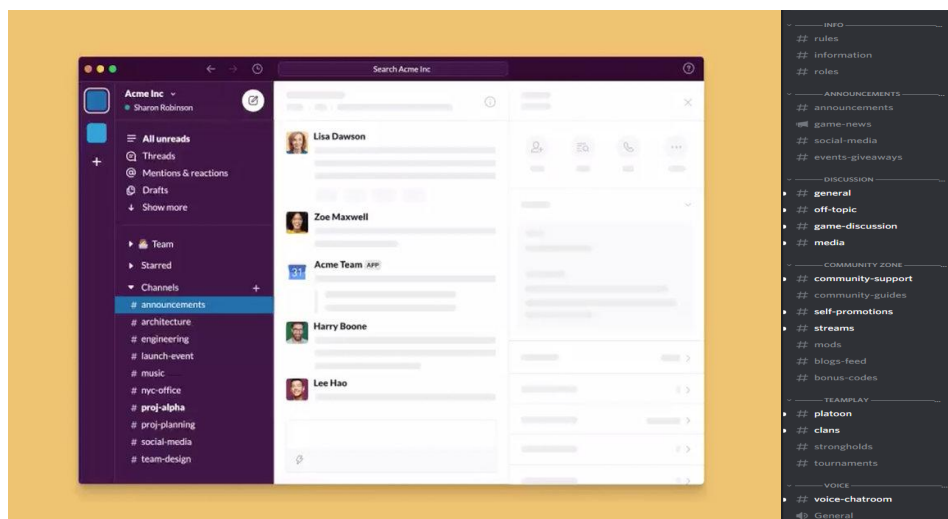 Search Acme Inc
Acme Inc
Sharon Robinson
All unreads
Threads
Mentions & reactions
Drafts
Show more
Team
Starred
Channels
# announcements
# architecture
# engineering
# launch-event
# music
# nyc-office
# proj-alpha
# proj-planning
# social-media
# team-design
Lisa Dawson
Zoe Maxwell
31
Acme Team APP
Harry Boone
Lee Hao
INFO
# rules
# information
# roles
ANNOUNCEMENTS
# announcements
game-news
# social-media
# events-giveaways
DISCUSSION
# general
# off-topic
# game-discussion
# media
COMMUNITY ZONE
# community-support
# community-guides
# self-promotions
# streams
# mods
# blogs-feed
# bonus-codes
TEAMPLAY
# platoon
# clans
# strongholds
# tournaments
VOICE
# voice-chatroom
General